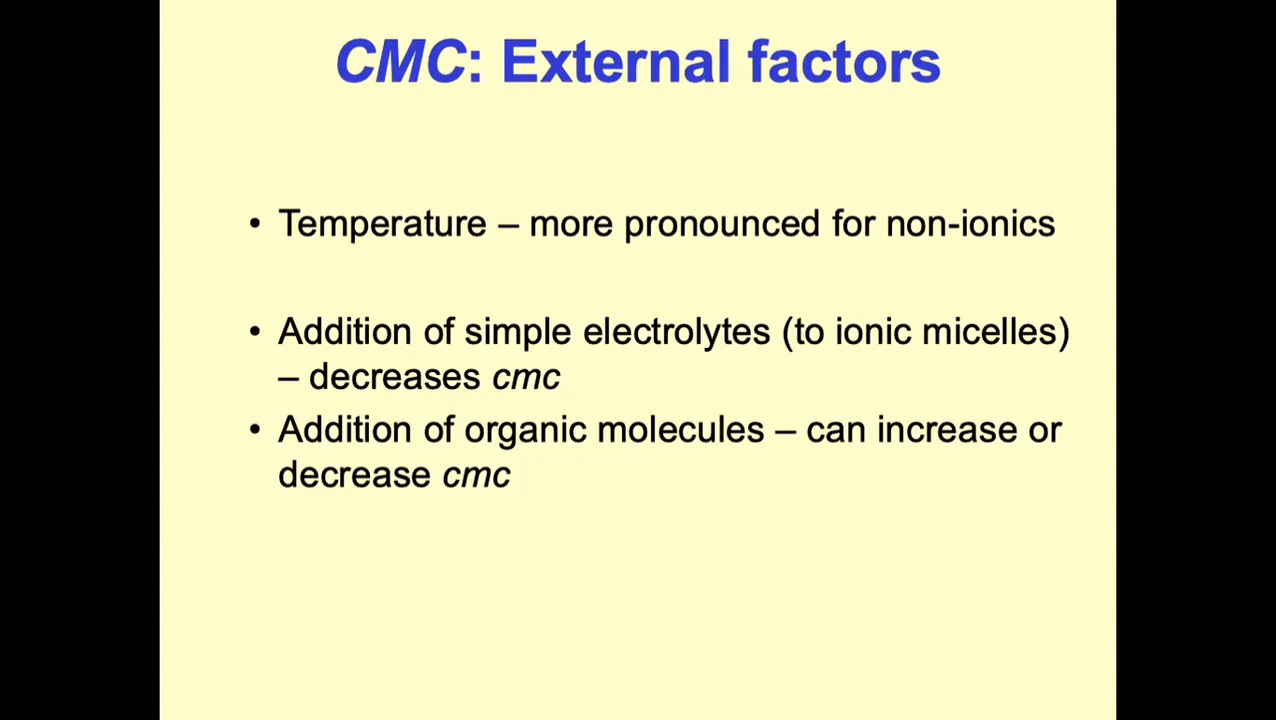 CMC: External factors
• Temperature – more pronounced for non-ionics
• Addition of simple electrolytes (to ionic micelles)
– decreases cmc
• Addition of organic molecules – can increase or
decrease cmc